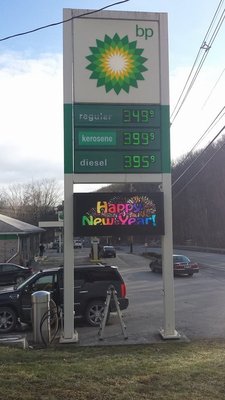 bp
regular 3499
kerosene 3999
diesel 3959
Happy
New Year!